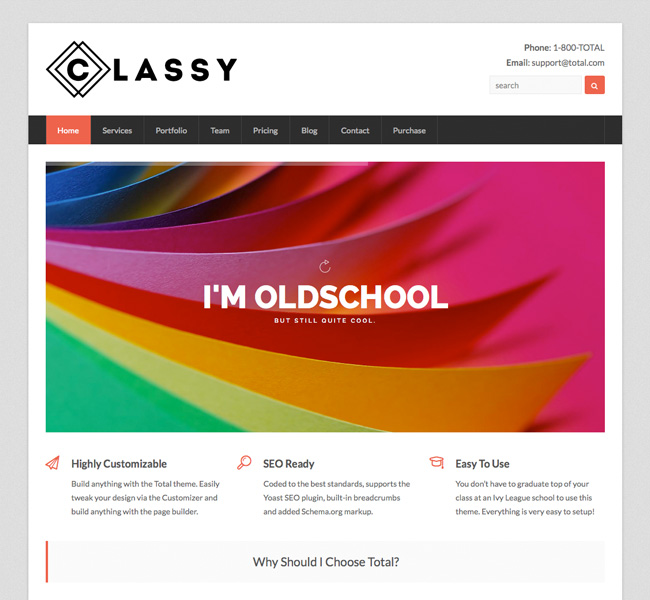 CLASSY
Phone: 1-800-TOTAL
Email: support@total.com
search
Home Services Portfolio Team Pricing Blog Contact Purchase
I'M OLDSCHOOL
BUT STILL QUITE COOL.
Highly Customizable
Build anything with the Total theme. Easily
tweak your design via the Customizer and
build anything with the page builder.
SEO Ready
Coded to the best standards, supports the
Yoast SEO plugin, built-in breadcrumbs
and added Schema.org markup.
Easy To Use
You don't have to graduate top of your
class at an Ivy League school to use this
theme. Everything is very easy to setup!
Why Should I Choose Total?